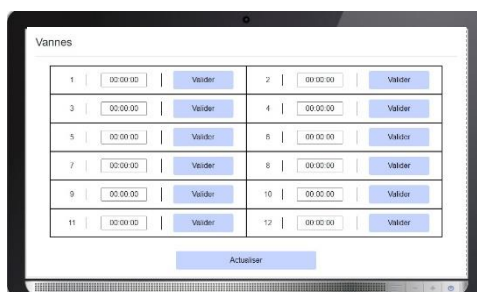 Vannes
1 | 00:00:00 | Valider 2 | 00:00:00 | Valider
3 | 00:00:00 | Valider 4 | 00:00:00 | Valider
5 | 00:00:00 | Valider 6 | 00:00:00 | Valider
7 | 00:00:00 | Valider 8 | 00:00:00 | Valider
9 | 00:00:00 | Valider 10 | 00:00:00 | Valider
11 | 00:00:00 | Valider 12 | 00:00:00 | Valider
Actualiser